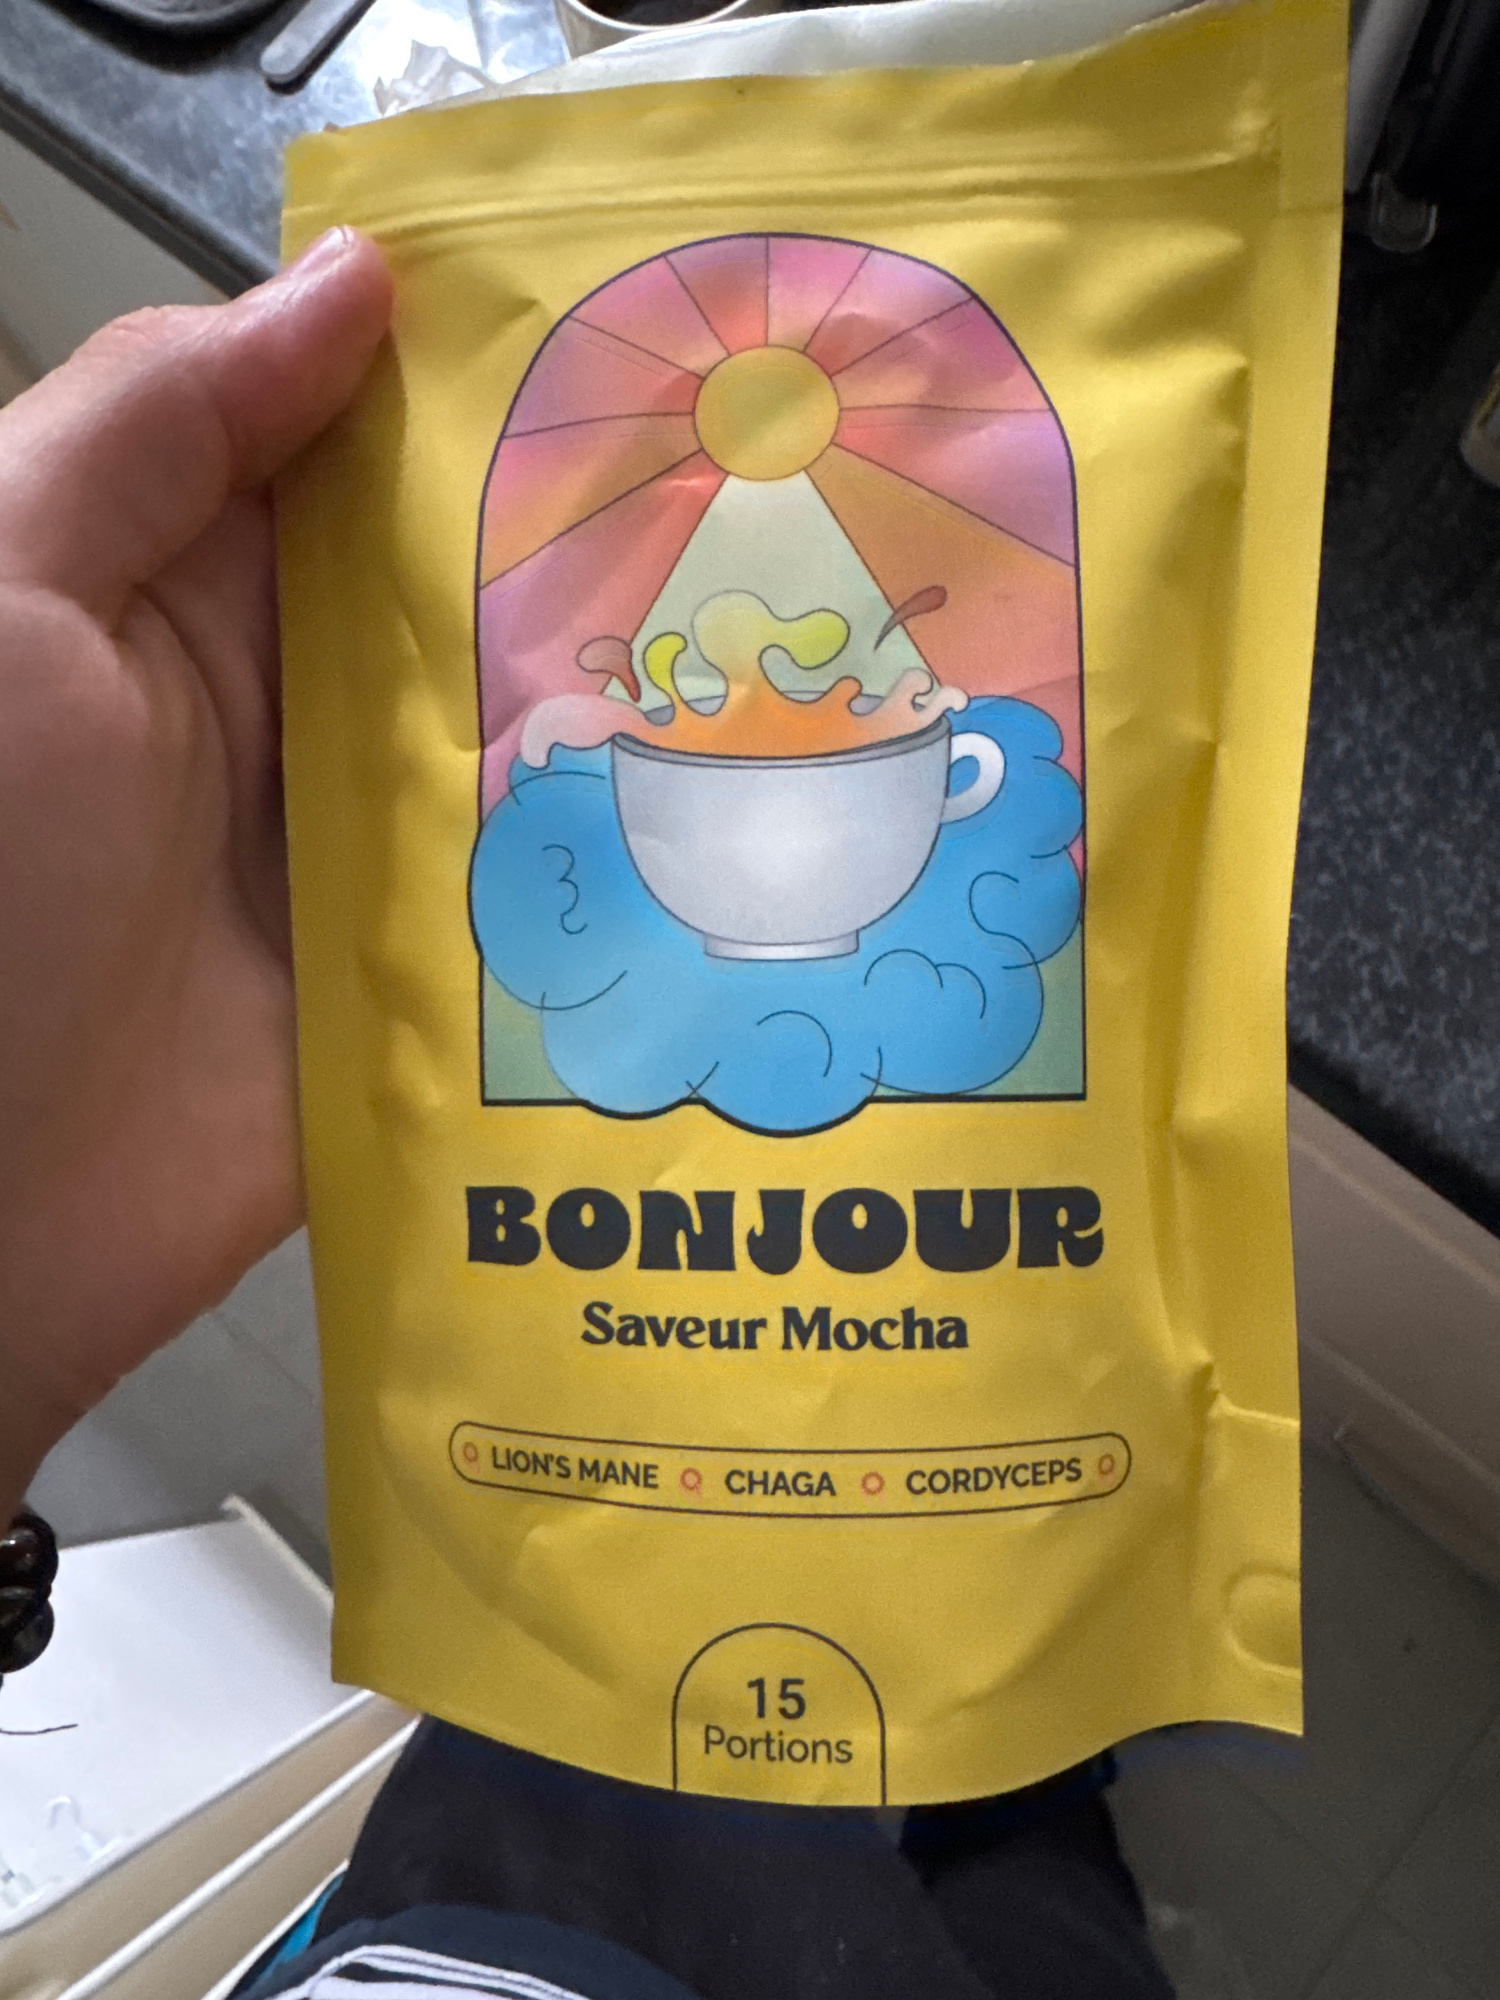 BONJOUR
Saveur Mocha
LION'S MANE CHAGA CORDYCEPS
15
Portions